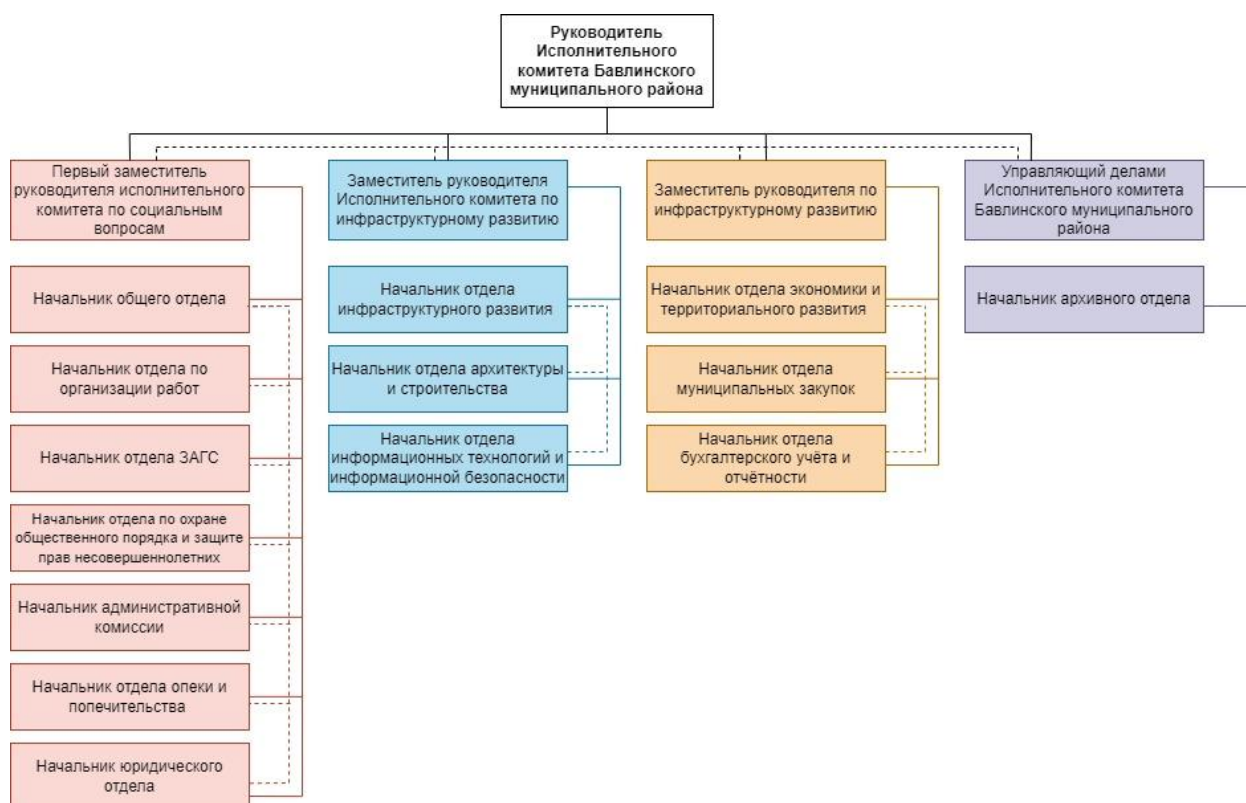 Руководитель
Исполнительного
комитета Бавлинского
муниципального района
Первый заместитель
руководителя исполнительного
комитета по социальным
вопросам
Заместитель руководителя
Исполнительного комитета по
инфраструктурному развитию
Заместитель руководителя по
инфраструктурному развитию
Управляющий делами
Исполнительного комитета
Бавлинского муниципального
района
Начальник общего отдела
Начальник отдела
инфраструктурного развития
Начальник отдела экономики и
территориального развития
Начальник архивного отдела
Начальник отдела по
организации работ
Начальник отдела архитектуры
и строительства
Начальник отдела
муниципальных закупок
Начальник отдела ЗАГС
Начальник отдела
информационных технологий и
информационной безопасности
Начальник отдела
бухгалтерского учёта и
отчётности
Начальник отдела по охране
общественного порядка и защите
прав несовершеннолетних
Начальник административной
комиссии
Начальник отдела опеки и
попечительства
Начальник юридического
отдела